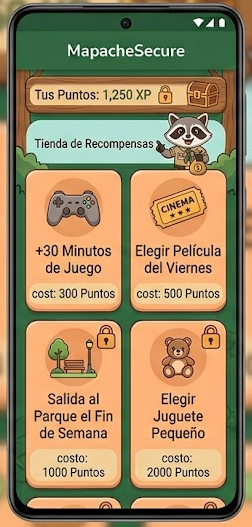 MapacheSecure
Tus Puntos: 1,250 XP
Tienda de Recompensas
+30 Minutos
de Juego
cost: 300 Puntos
CINEMA
Elegir Película
del Viernes
cost: 500 Puntos
Salida al
Parque el Fin
de Semana
cost:
1000 Puntos
Elegir
Juguete
Pequeño
cost:
2000 Puntos